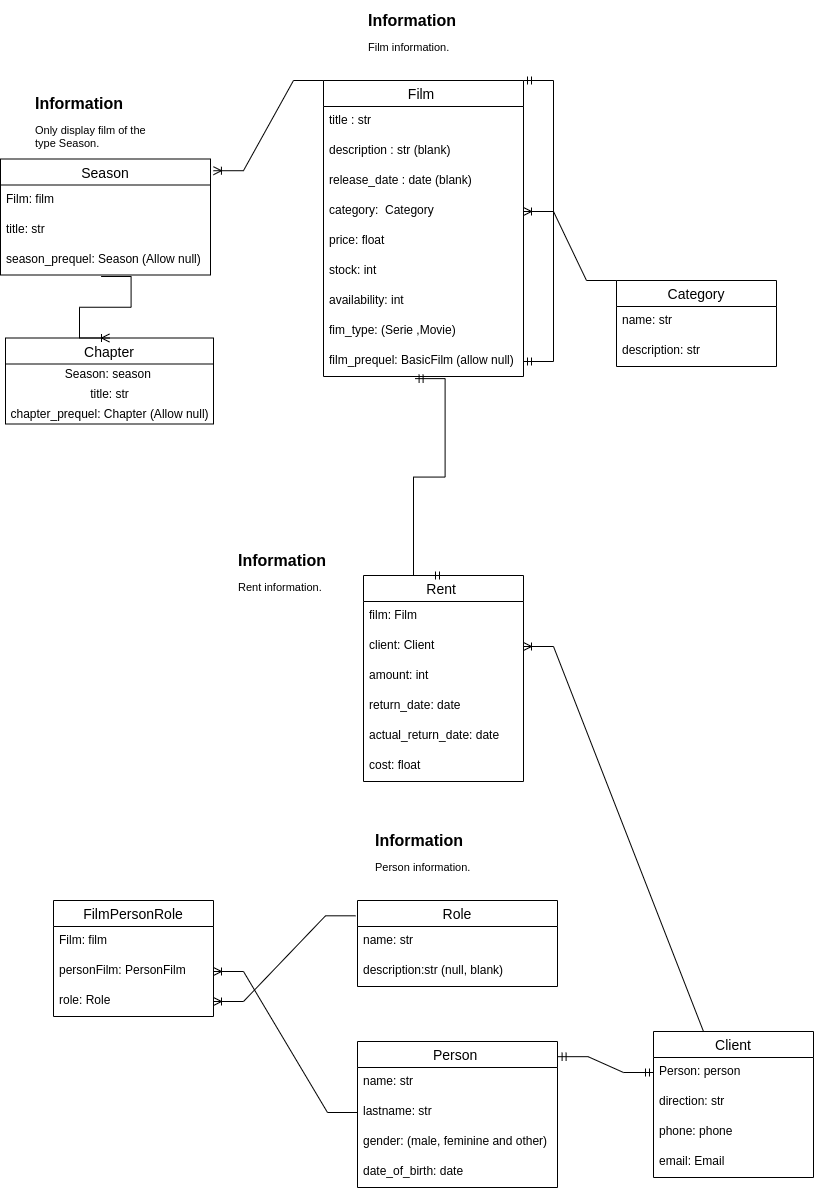 Information
Film information.
Information
Only display film of the
type Season.
Film
title : str
description : str (blank)
release_date : date (blank)
category:  Category
price: float
stock: int
availability: int
fim_type: (Serie ,Movie)
film_prequel: BasicFilm (allow null)
Season
Film: film
title: str
season_prequel: Season (Allow null)
Chapter
Season: season
title: str
chapter_prequel: Chapter (Allow null)
Category
name: str
description: str
Information
Rent information.
Rent
film: Film
client: Client
amount: int
return_date: date
actual_return_date: date
cost: float
Information
Person information.
FilmPersonRole
Film: film
personFilm: PersonFilm
role: Role
Role
name: str
description:str (null, blank)
Person
name: str
lastname: str
gender: (male, feminine and other)
date_of_birth: date
Client
Person: person
direction: str
phone: phone
email: Email